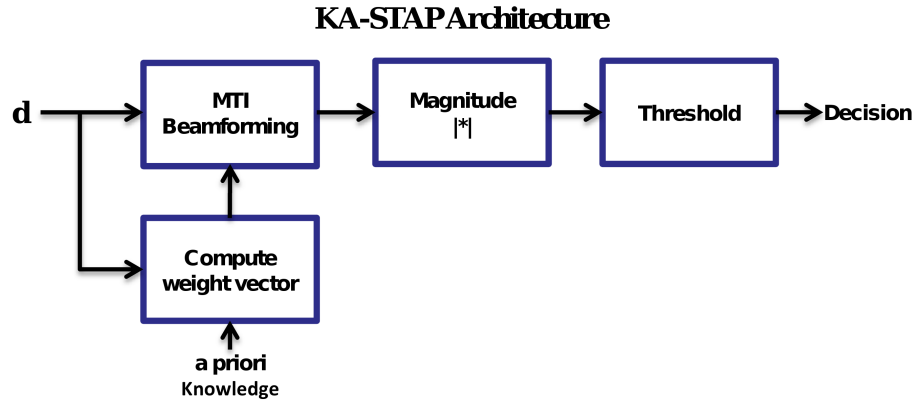 KA-STAP Architecture
d
MTI
Beamforming
Magnitude
|*|
Threshold
Decision
Compute
weight vector
a priori
Knowledge